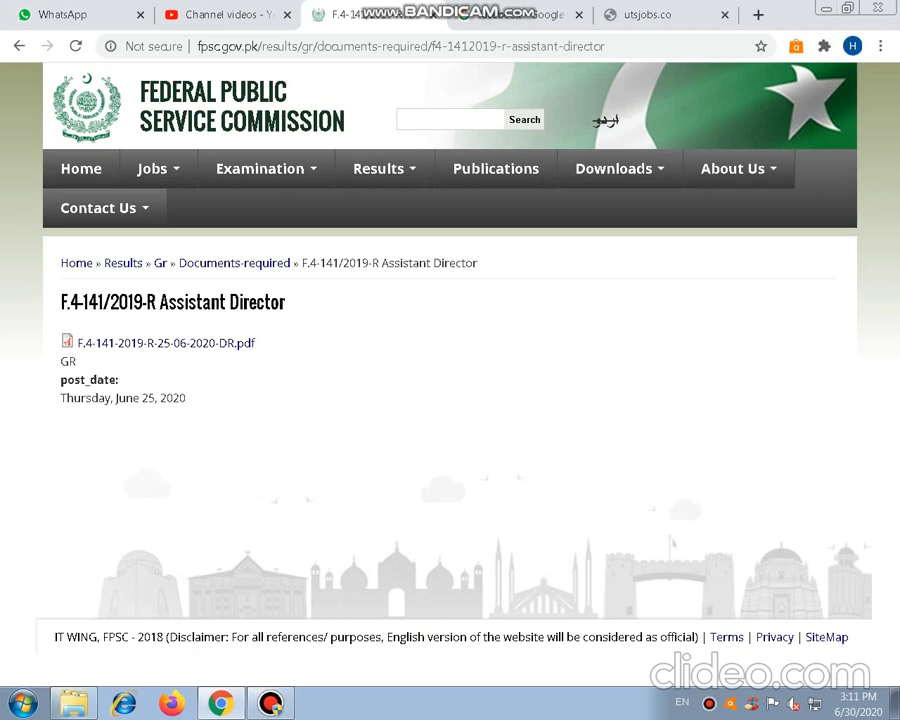 WhatsApp
Channel videos - Y
F.4-1
WWW.BANDICAM.COM
oogle
utsjobs.co
Not secure | fpsc.gov.pk/results/gr/documents-required/f4-1412019-r-assistant-director
H
FEDERAL PUBLIC
SERVICE COMMISSION
Search
اردو
Home
Jobs
Examination
Results
Publications
Downloads
About Us
Contact Us
Home » Results » Gr » Documents-required » F.4-141/2019-R Assistant Director
F.4-141/2019-R Assistant Director
F.4-141-2019-R-25-06-2020-DR.pdf
GR
post_date:
Thursday, June 25, 2020
IT WING, FPSC - 2018 (Disclaimer: For all references/ purposes, English version of the website will be considered as official) | Terms | Privacy | SiteMap
clideo.com
EN
3:11 PM
6/30/2020